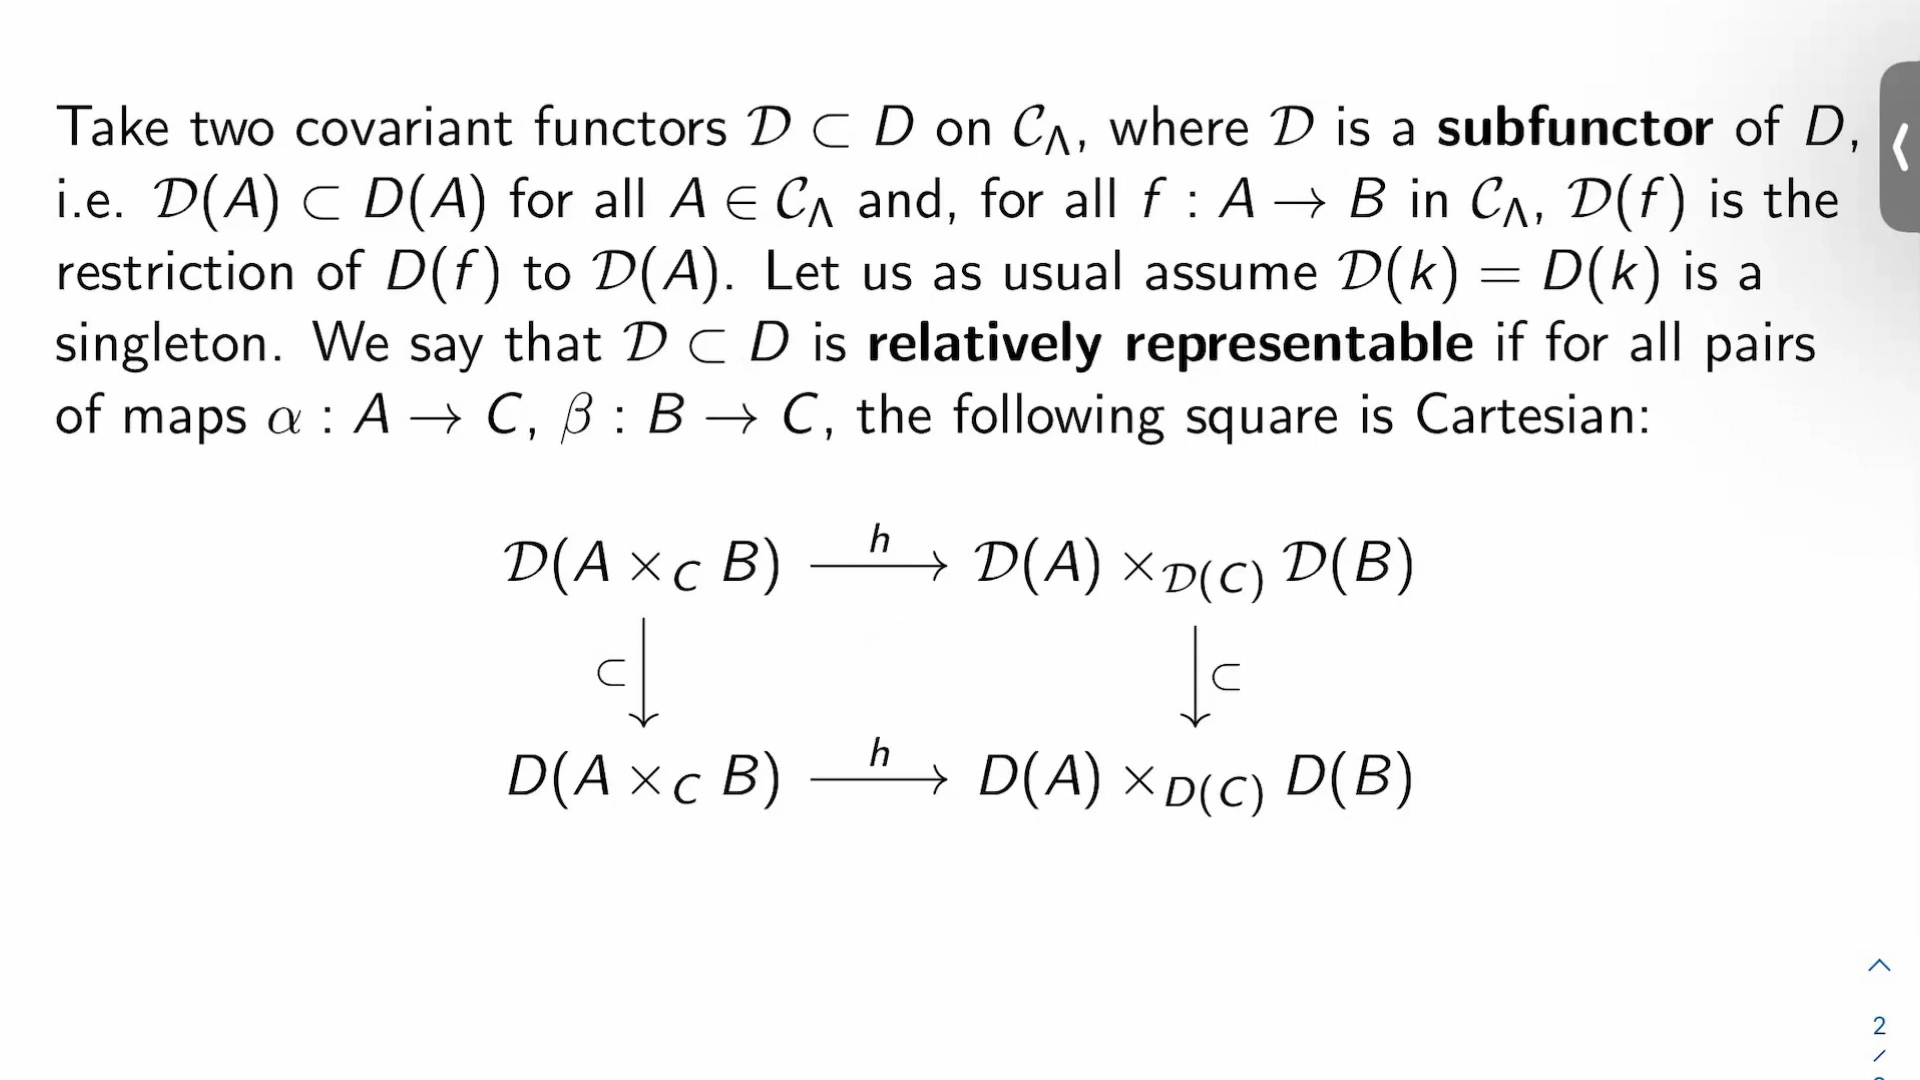 Take two covariant functors 𝒟 ⊂ D on 𝒞_Λ, where 𝒟 is a subfunctor of D,
i.e. 𝒟(A) ⊂ D(A) for all A ∈ 𝒞_Λ and, for all f : A → B in 𝒞_Λ, 𝒟(f) is the
restriction of D(f) to 𝒟(A). Let us as usual assume 𝒟(k) = D(k) is a
singleton. We say that 𝒟 ⊂ D is relatively representable if for all pairs
of maps α : A → C, β : B → C, the following square is Cartesian:
h
𝒟(A ×_C B) ⟶ 𝒟(A) ×_𝒟(C) 𝒟(B)
⊂ ↓ ↓ ⊂
h
D(A ×_C B) ⟶ D(A) ×_D(C) D(B)
2
/